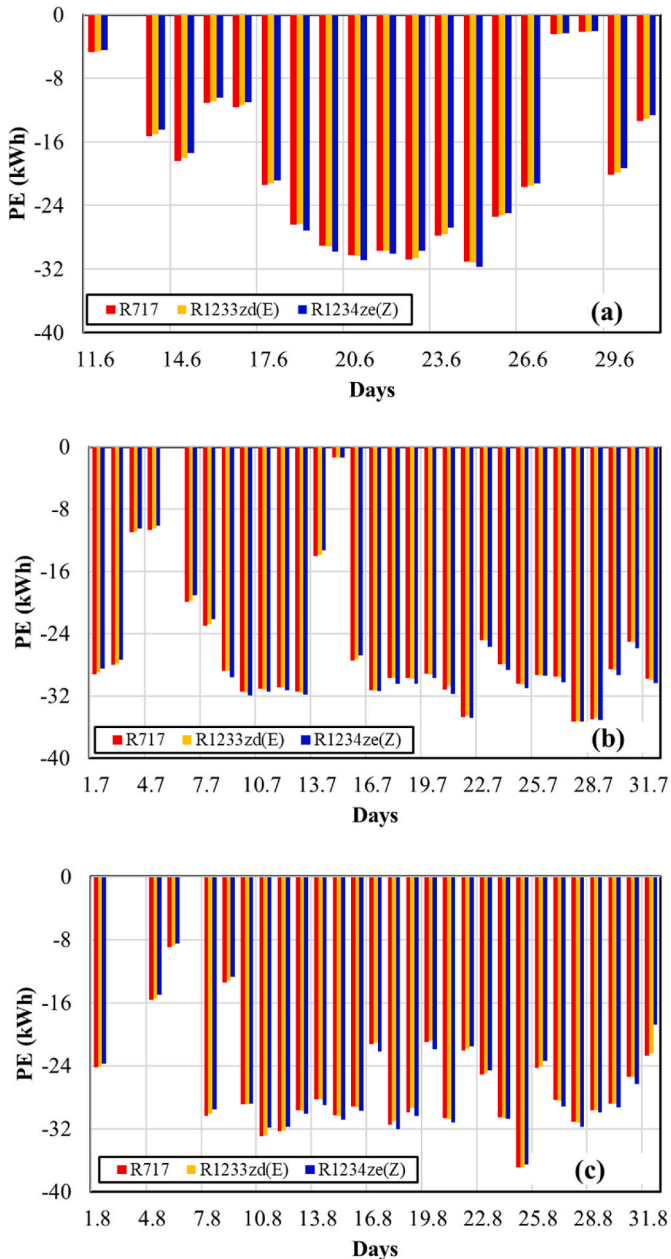 0
-8
-16
-24
-32
-40
PE (kWh)
R717 R1233zd(E) R1234ze(Z)
(a)
11.6 14.6 17.6 20.6 23.6 26.6 29.6
Days
0
-8
-16
-24
-32
-40
PE (kWh)
R717 R1233zd(E) R1234ze(Z)
(b)
1.7 4.7 7.7 10.7 13.7 16.7 19.7 22.7 25.7 28.7 31.7
Days
0
-8
-16
-24
-32
-40
PE (kWh)
R717 R1233zd(E) R1234ze(Z)
(c)
1.8 4.8 7.8 10.8 13.8 16.8 19.8 22.8 25.8 28.8 31.8
Days